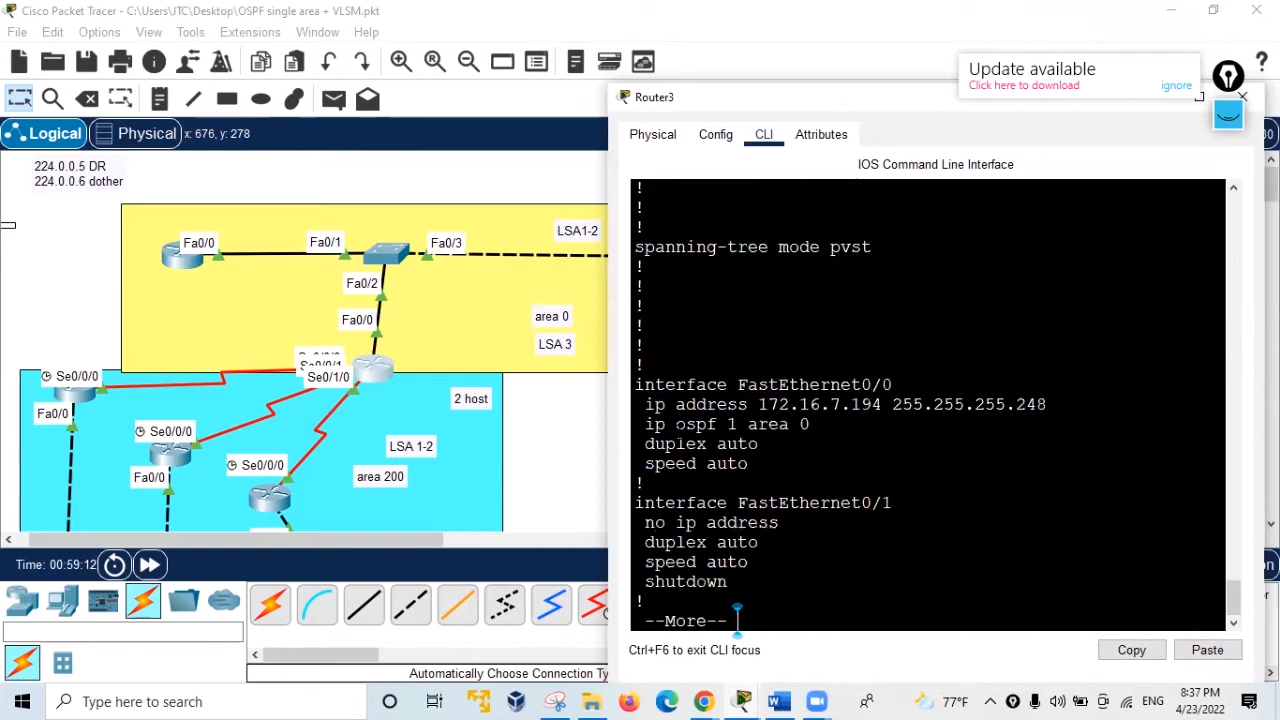 Cisco Packet Tracer - C:\Users\JTC\Desktop\OSPF single area + VLSM.pkt
File Edit Options View Tools Extensions Window Help
Update available
Click here to download ignore
Router3
Logical Physical x: 676, y: 278
Physical Config CLI Attributes
IOS Command Line Interface
224.0.0.5 DR
224.0.0.6 dother
Fa0/0 Fa0/1 Fa0/3 LSA1-2
Fa0/2
Fa0/0 area 0
LSA 3
Se0/0/1
Se0/1/0
Se0/0/0
2 host
Fa0/0
Se0/0/0
LSA 1-2
Se0/0/0
Fa0/0 area 200
!
!
!
spanning-tree mode pvst
!
!
!
!
!
!
interface FastEthernet0/0
ip address 172.16.7.194 255.255.255.248
ip ospf 1 area 0
duplex auto
speed auto
!
interface FastEthernet0/1
no ip address
duplex auto
speed auto
shutdown
!
--More--
Ctrl+F6 to exit CLI focus Copy Paste
Time: 00:59:12
Automatically Choose Connection Ty
Type here to search
77°F ENG 8:37 PM
4/23/2022